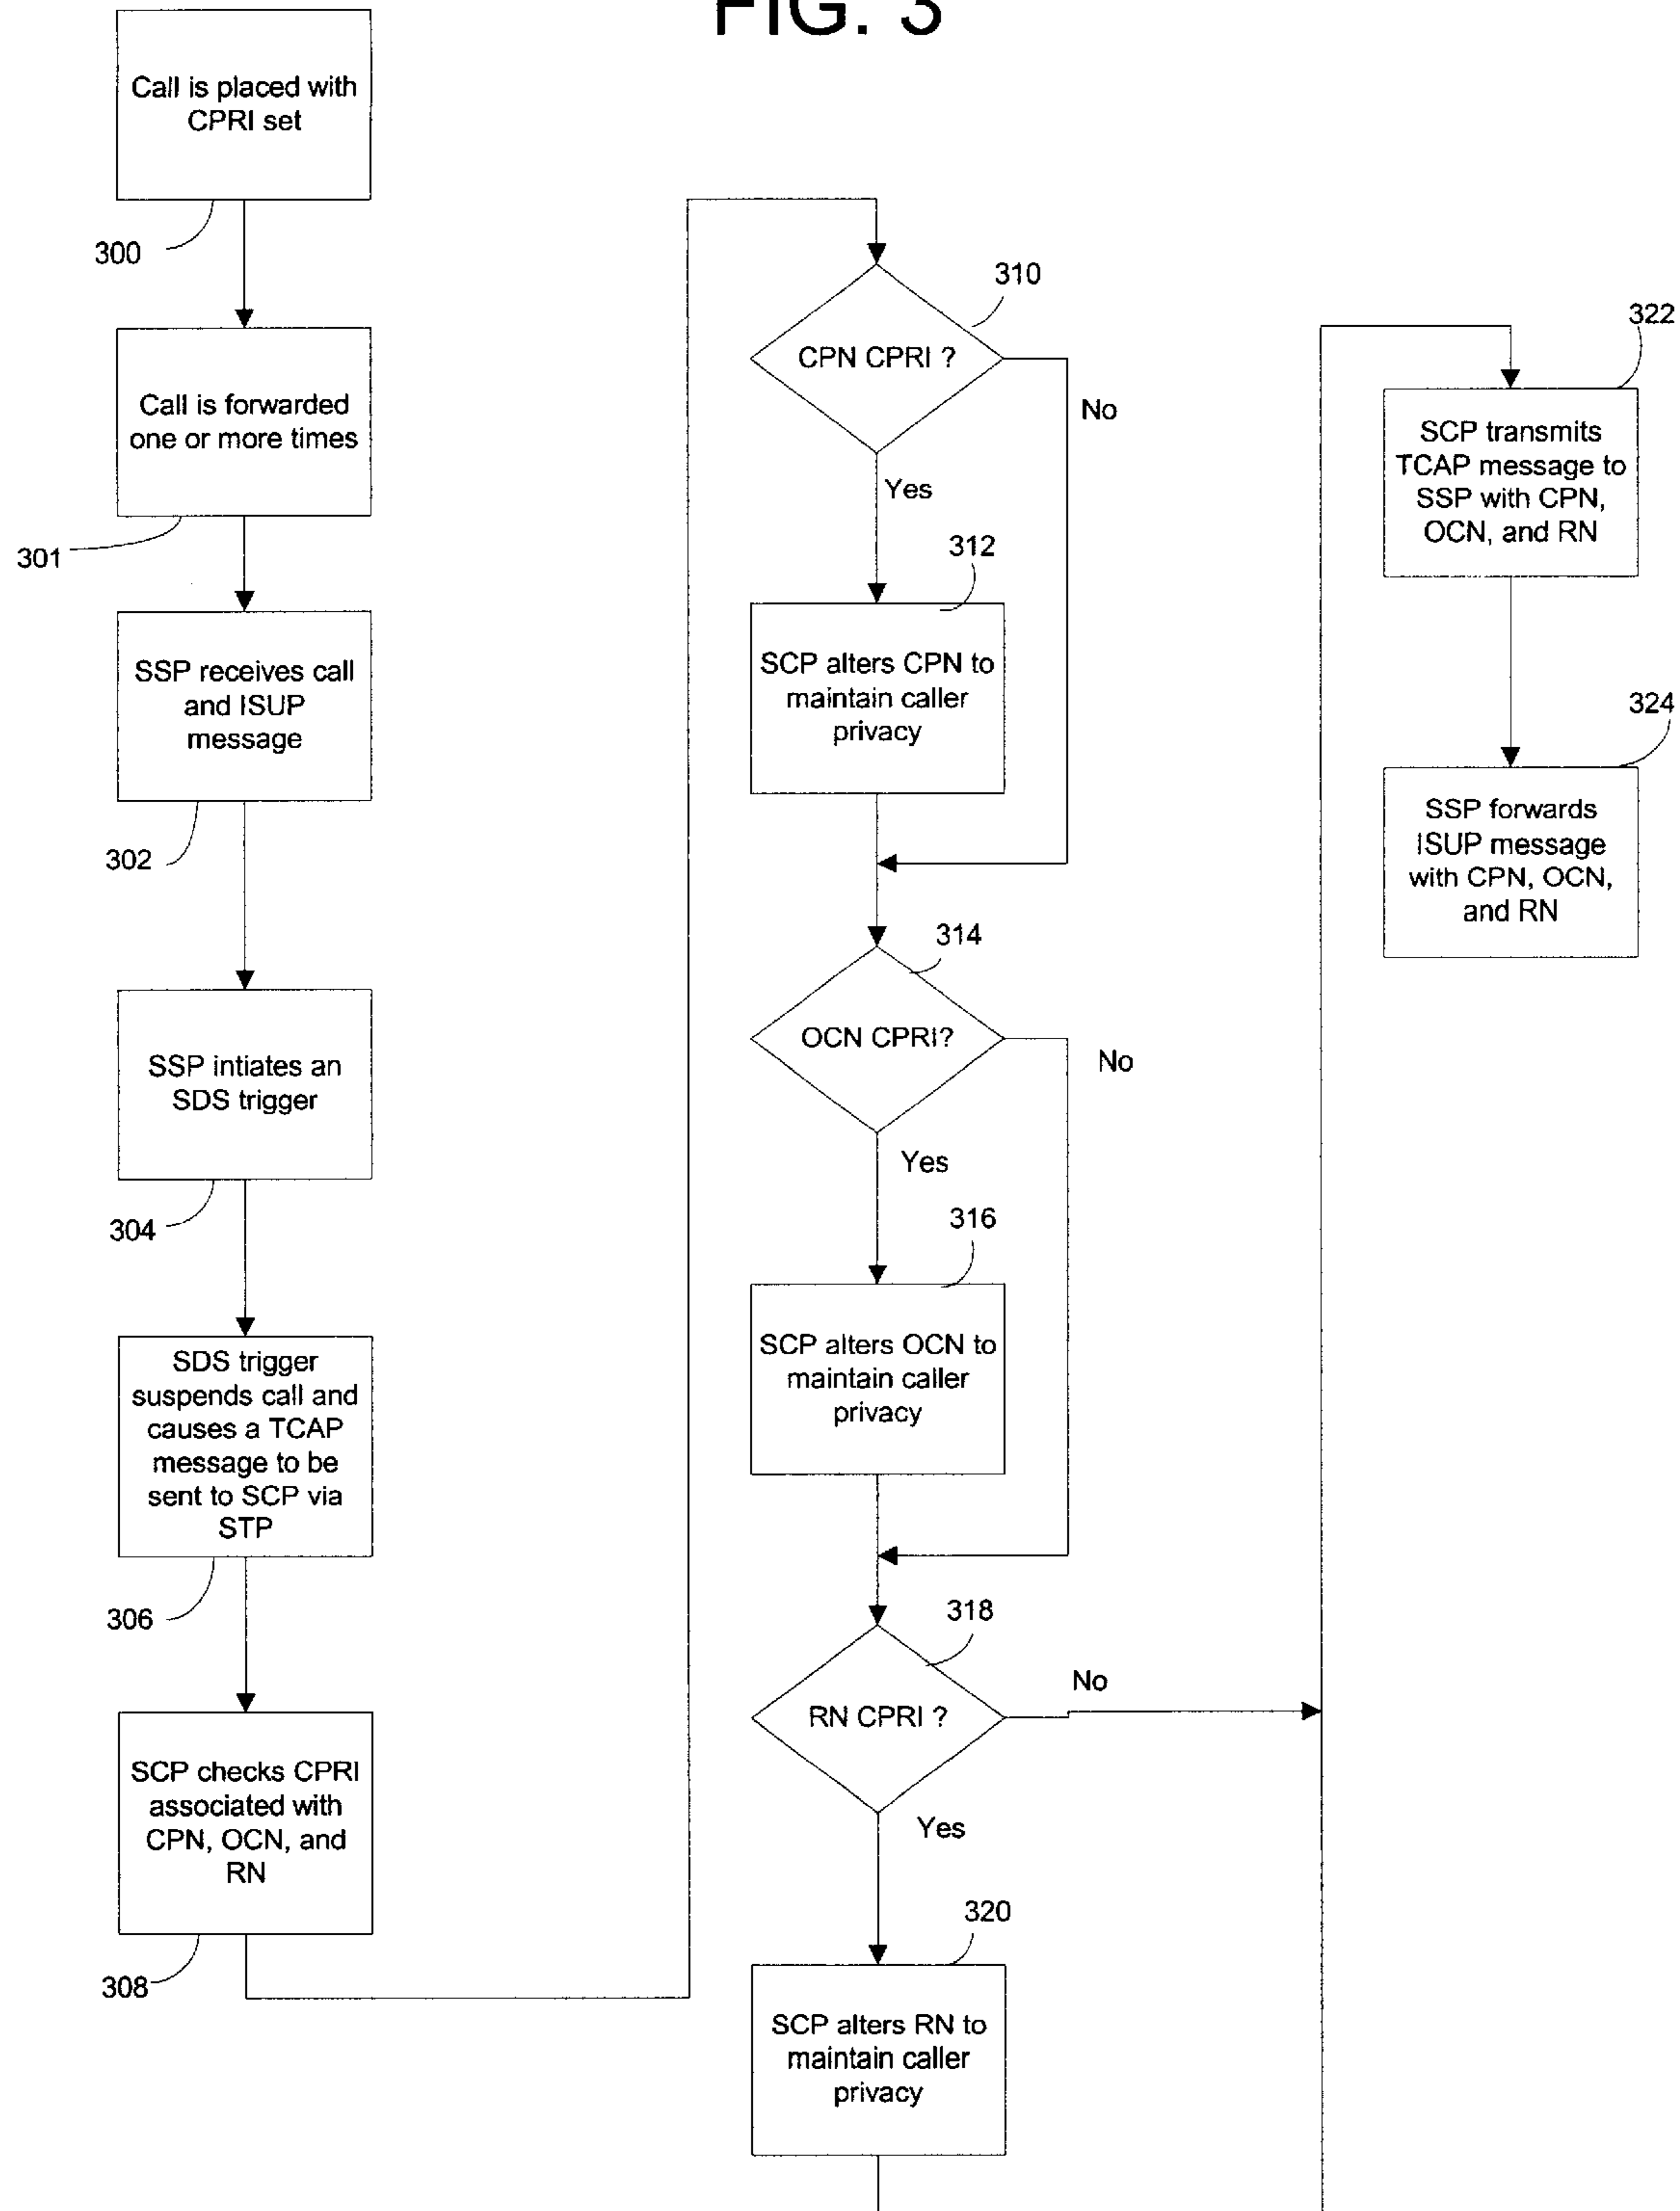 FIG. 3
Call is placed with
CPRI set
300
Call is forwarded
one or more times
301
SSP receives call
and ISUP
message
302
SSP intiates an
SDS trigger
304
SDS trigger
suspends call and
causes a TCAP
message to be
sent to SCP via
STP
306
SCP checks CPRI
associated with
CPN, OCN, and
RN
308
310
CPN CPRI ?
No
Yes
312
SCP alters CPN to
maintain caller
privacy
314
OCN CPRI?
No
Yes
316
SCP alters OCN to
maintain caller
privacy
318
RN CPRI ?
No
Yes
320
SCP alters RN to
maintain caller
privacy
322
SCP transmits
TCAP message to
SSP with CPN,
OCN, and RN
324
SSP forwards
ISUP message
with CPN, OCN,
and RN